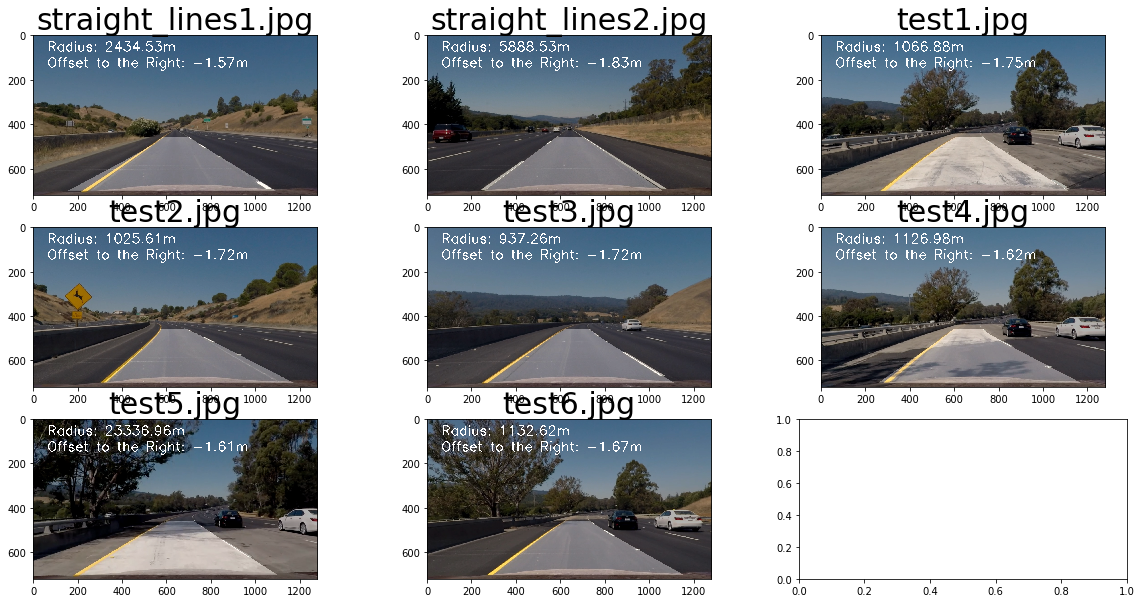 straight_lines1.jpg
straight_lines2.jpg
test1.jpg
0
200
400
600
Radius: 2434.53m
Offset to the Right: -1.57m
0 200 400 600 800 1000 1200
0
200
400
600
Radius: 5888.53m
Offset to the Right: -1.83m
0 200 400 600 800 1000 1200
0
200
400
600
Radius: 1066.88m
Offset to the Right: -1.75m
0 200 400 600 800 1000 1200
test2.jpg
test3.jpg
test4.jpg
0
200
400
600
Radius: 1025.61m
Offset to the Right: -1.72m
0 200 400 600 800 1000 1200
0
200
400
600
Radius: 937.26m
Offset to the Right: -1.72m
0 200 400 600 800 1000 1200
0
200
400
600
Radius: 1126.98m
Offset to the Right: -1.62m
0 200 400 600 800 1000 1200
test5.jpg
test6.jpg
0
200
400
600
Radius: 23336.96m
Offset to the Right: -1.61m
0 200 400 600 800 1000 1200
0
200
400
600
Radius: 1132.62m
Offset to the Right: -1.67m
0 200 400 600 800 1000 1200
1.0
0.8
0.6
0.4
0.2
0.0
0.0 0.2 0.4 0.6 0.8 1.0